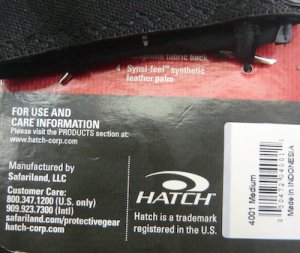 fabric back
4 Synsi-feel™ synthetic
leather palm
FOR USE AND
CARE INFORMATION
Please visit the PRODUCTS section at:
www.hatch-corp.com
Manufactured by
Safariland, LLC
Customer Care:
800.347.1200 (U.S. only)
909.923.7300 (Intl)
safariland.com/protectivegear
hatch-corp.com
HATCH®
Hatch is a trademark
registered in the U.S.
4001 Medium
Made in INDONESIA